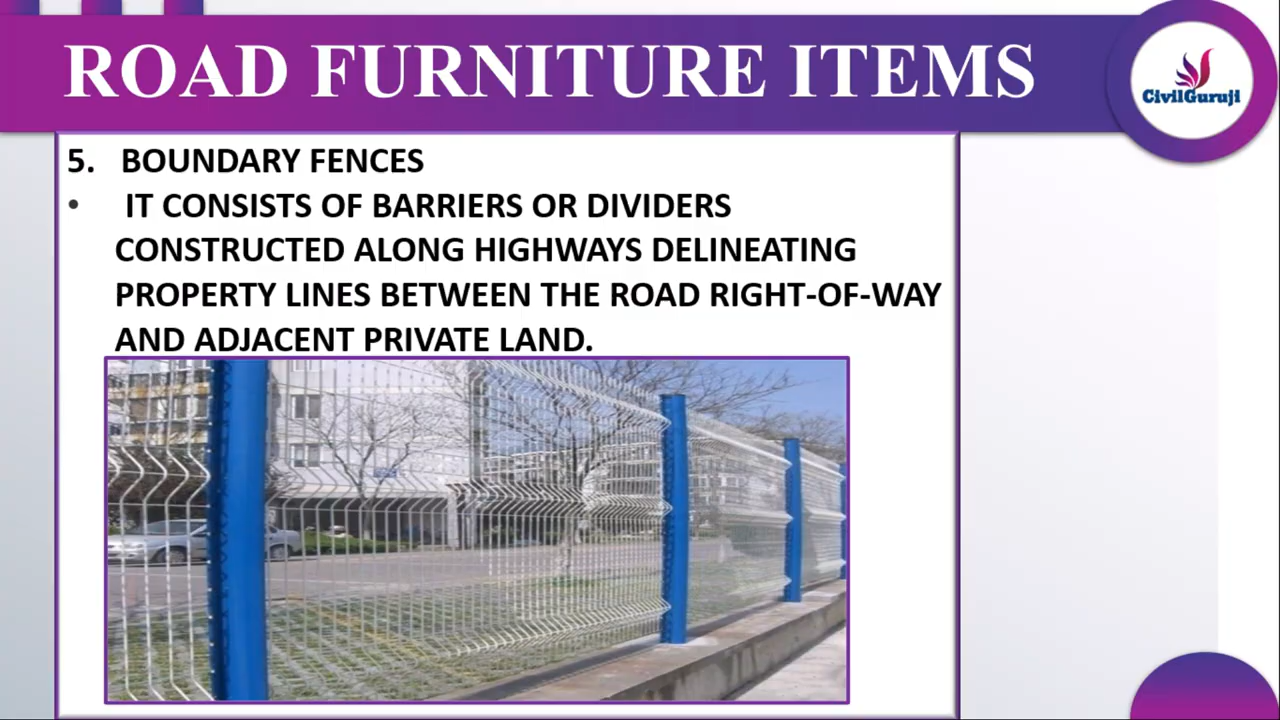 ROAD FURNITURE ITEMS
CivilGuruji
5. BOUNDARY FENCES
• IT CONSISTS OF BARRIERS OR DIVIDERS
CONSTRUCTED ALONG HIGHWAYS DELINEATING
PROPERTY LINES BETWEEN THE ROAD RIGHT-OF-WAY
AND ADJACENT PRIVATE LAND.